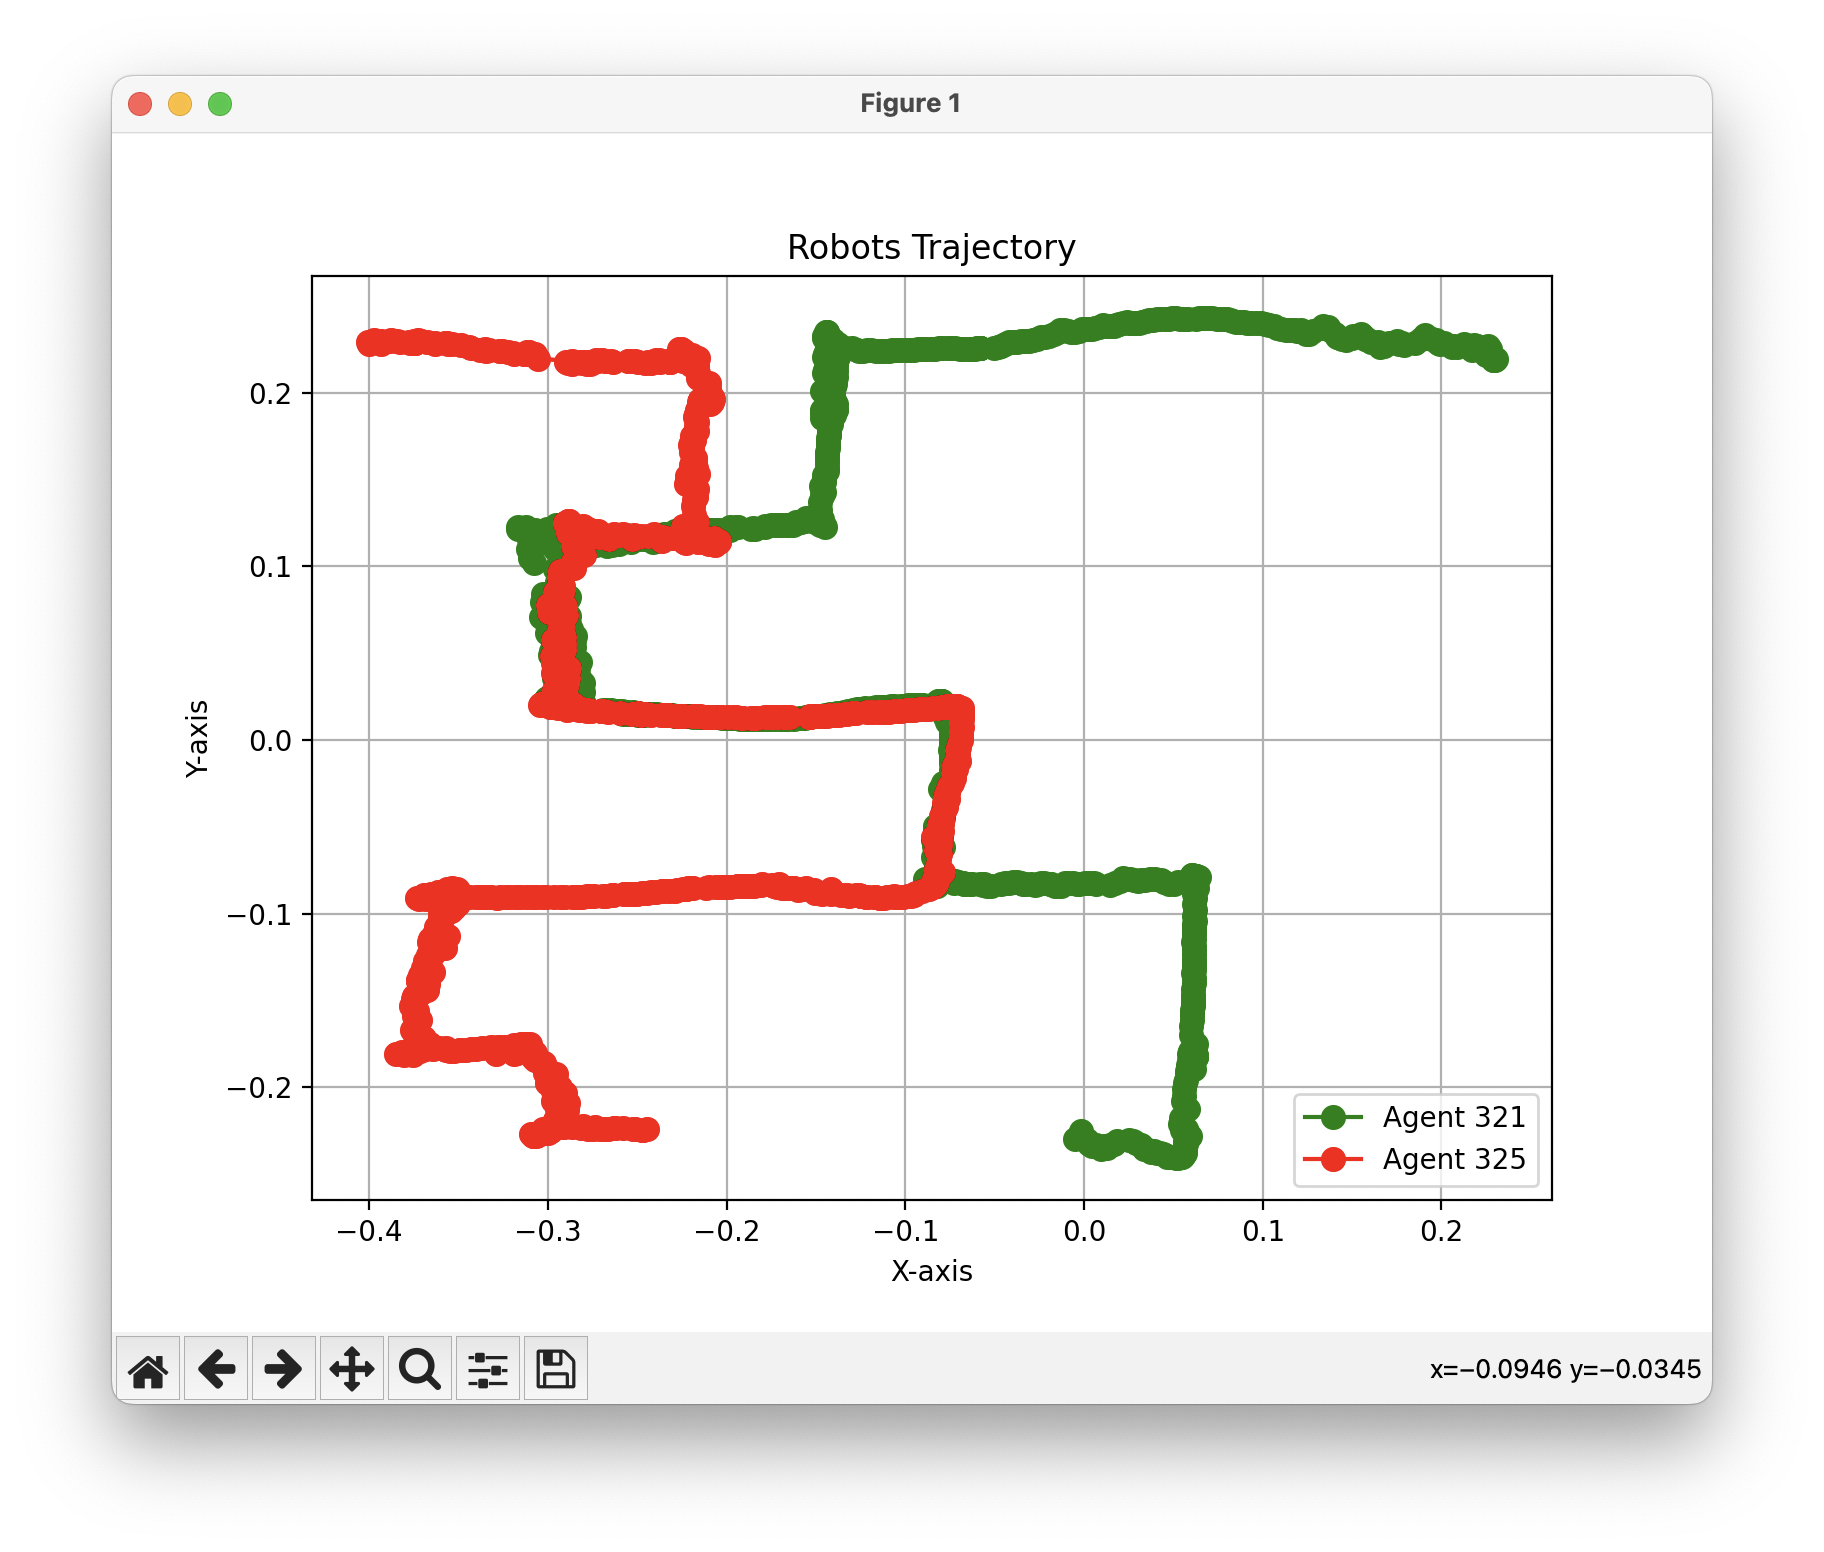 Figure 1
Robots Trajectory
0.2
0.1
0.0
−0.1
−0.2
Y-axis
−0.4 −0.3 −0.2 −0.1 0.0 0.1 0.2
X-axis
Agent 321
Agent 325
x=−0.0946 y=−0.0345